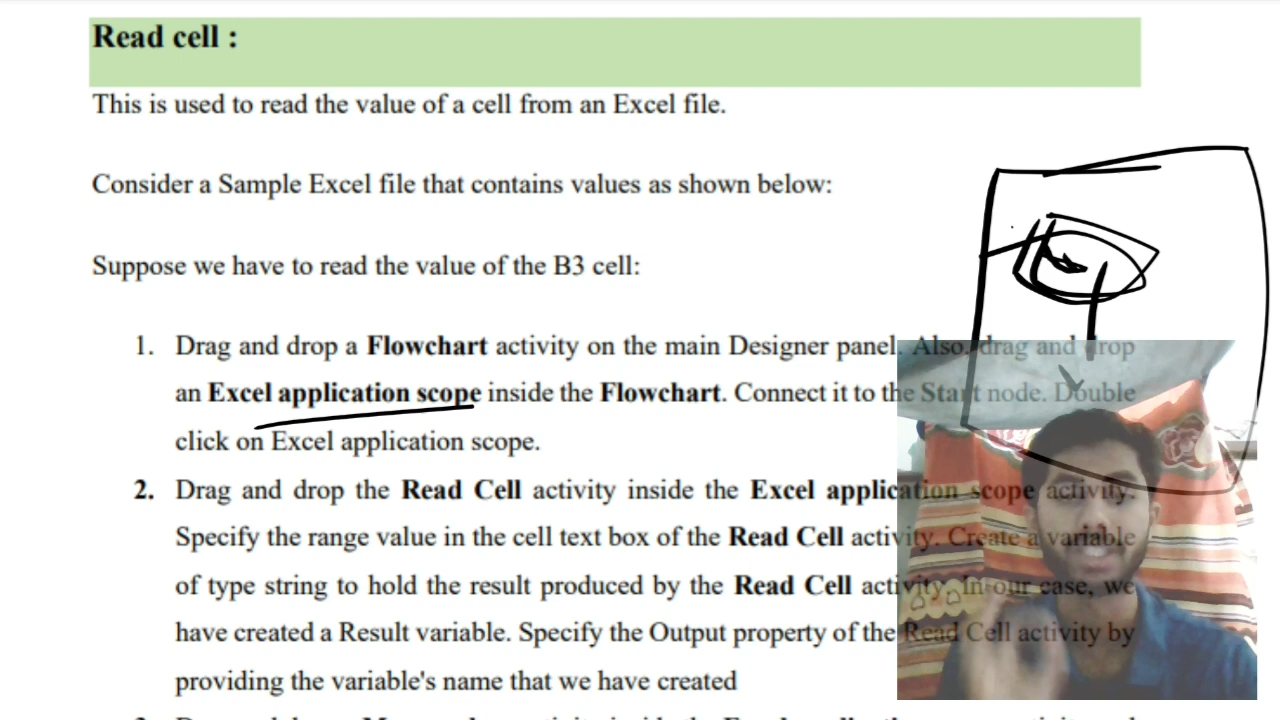 Read cell :
This is used to read the value of a cell from an Excel file.
Consider a Sample Excel file that contains values as shown below:
Suppose we have to read the value of the B3 cell:
1. Drag and drop a Flowchart activity on the main Designer panel. Also, drag and drop
an Excel application scope inside the Flowchart. Connect it to the Start node. Double
click on Excel application scope.
2. Drag and drop the Read Cell activity inside the Excel application scope activity.
Specify the range value in the cell text box of the Read Cell activity. Create a variable
of type string to hold the result produced by the Read Cell activity. In our case, we
have created a Result variable. Specify the Output property of the Read Cell activity by
providing the variable's name that we have created